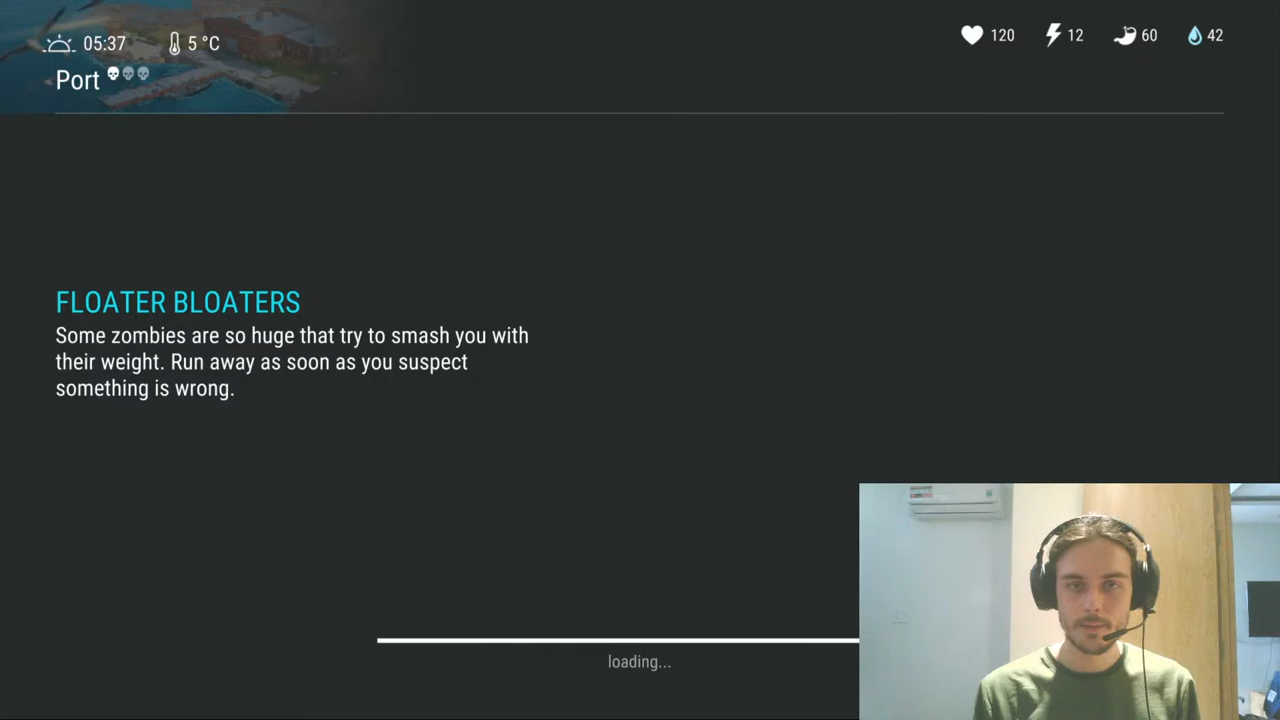 05:37 5 °C
120 12 60 42
Port
FLOATER BLOATERS
Some zombies are so huge that try to smash you with
their weight. Run away as soon as you suspect
something is wrong.
loading...